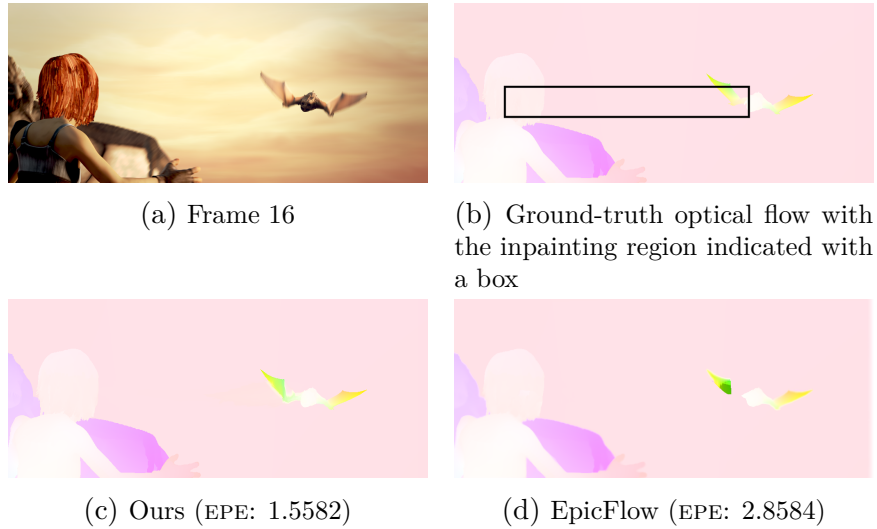 (a) Frame 16
(b) Ground-truth optical flow with
the inpainting region indicated with
a box
(c) Ours (EPE: 1.5582)
(d) EpicFlow (EPE: 2.8584)